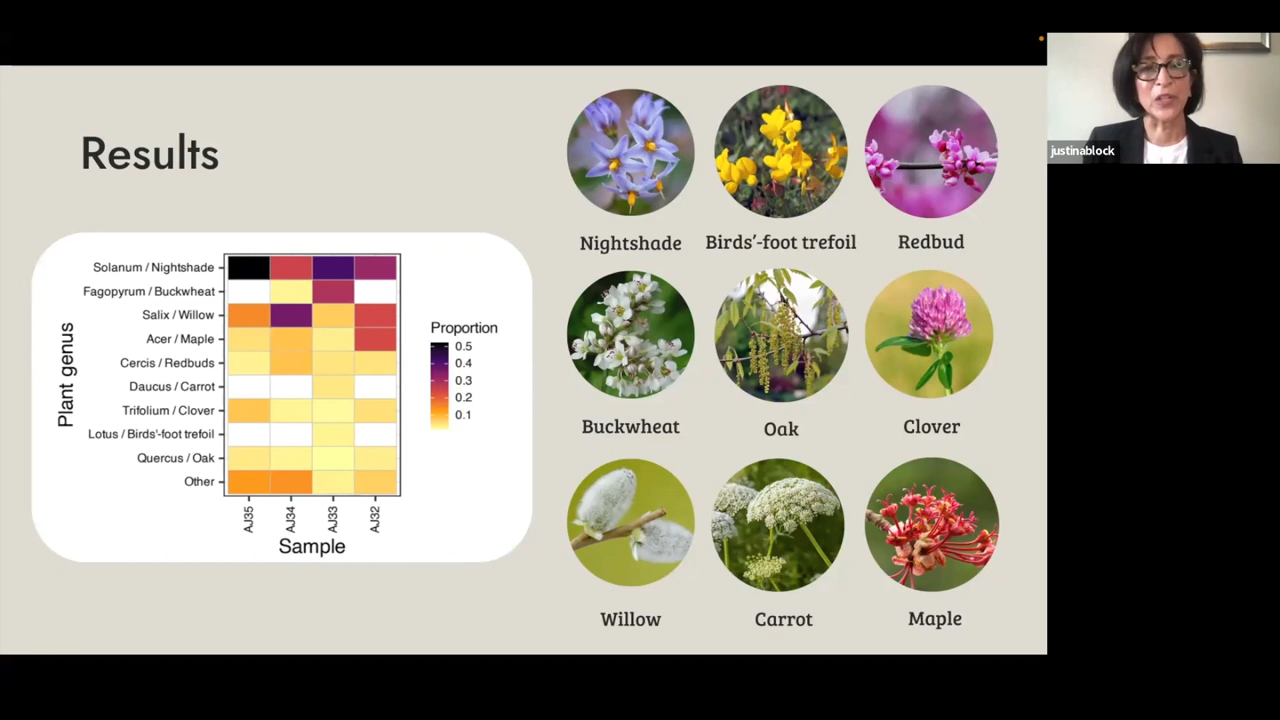 justinablock
Results
Nightshade
Birds’-foot trefoil
Redbud
Buckwheat
Oak
Clover
Willow
Carrot
Maple
Plant genus
Solanum / Nightshade
Fagopyrum / Buckwheat
Salix / Willow
Acer / Maple
Cercis / Redbuds
Daucus / Carrot
Trifolium / Clover
Lotus / Birds'-foot trefoil
Quercus / Oak
Other
AJ35
AJ34
AJ33
AJ32
Sample
Proportion
0.5
0.4
0.3
0.2
0.1